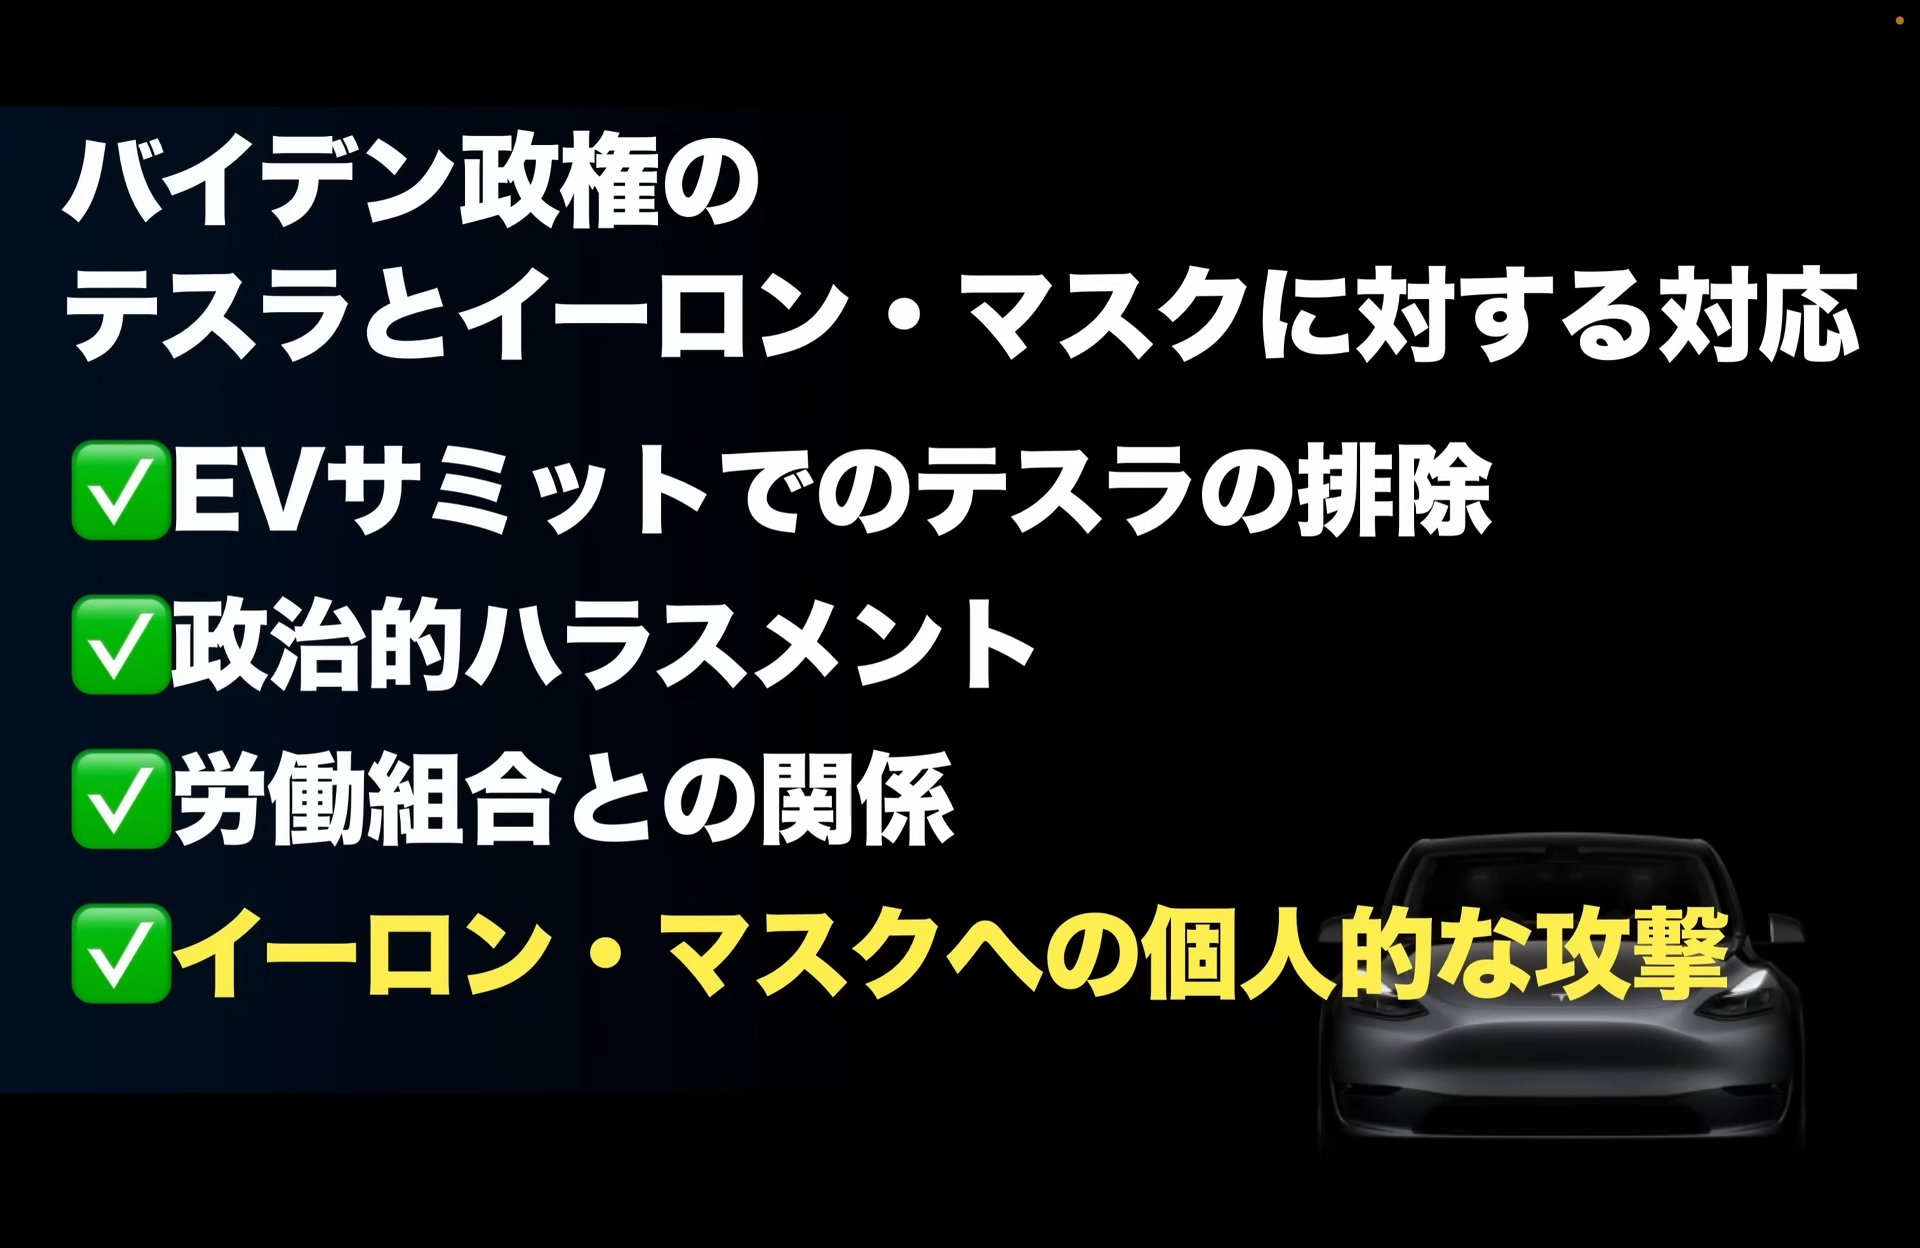 バイデン政権の
テスラとイーロン・マスクに対する対応
✅EVサミットでのテスラの排除
✅政治的ハラスメント
✅労働組合との関係
✅イーロン・マスクへの個人的な攻撃